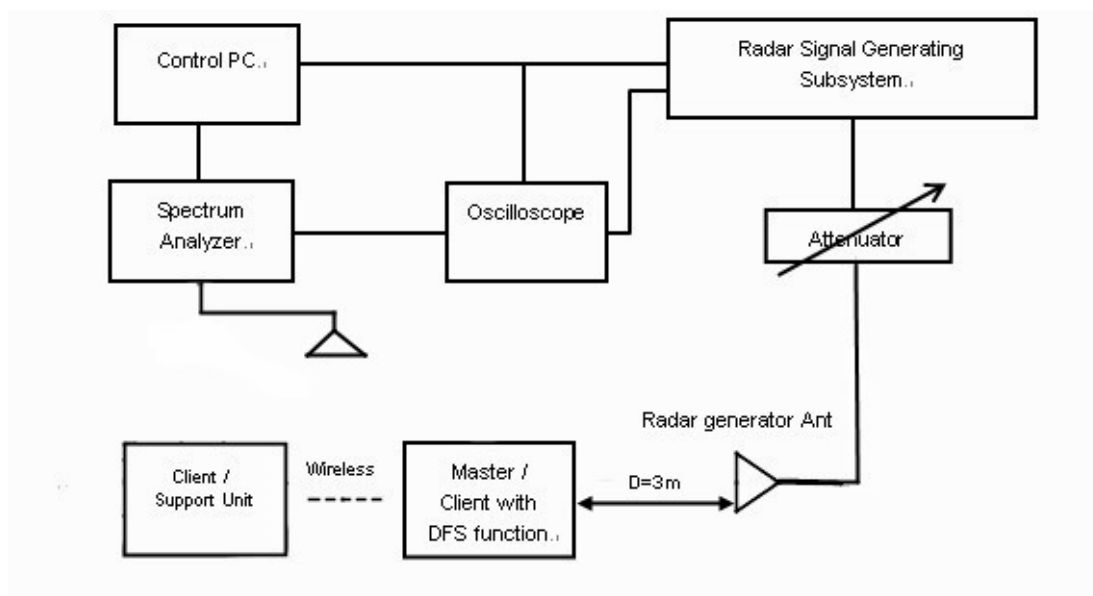 Control PC.
Radar Signal Generating
Subsystem.
Spectrum
Analyzer.
Oscilloscope
Attenuator
Radar generator Ant
Client /
Support Unit
Wireless
Master /
Client with
DFS function.
D=3m